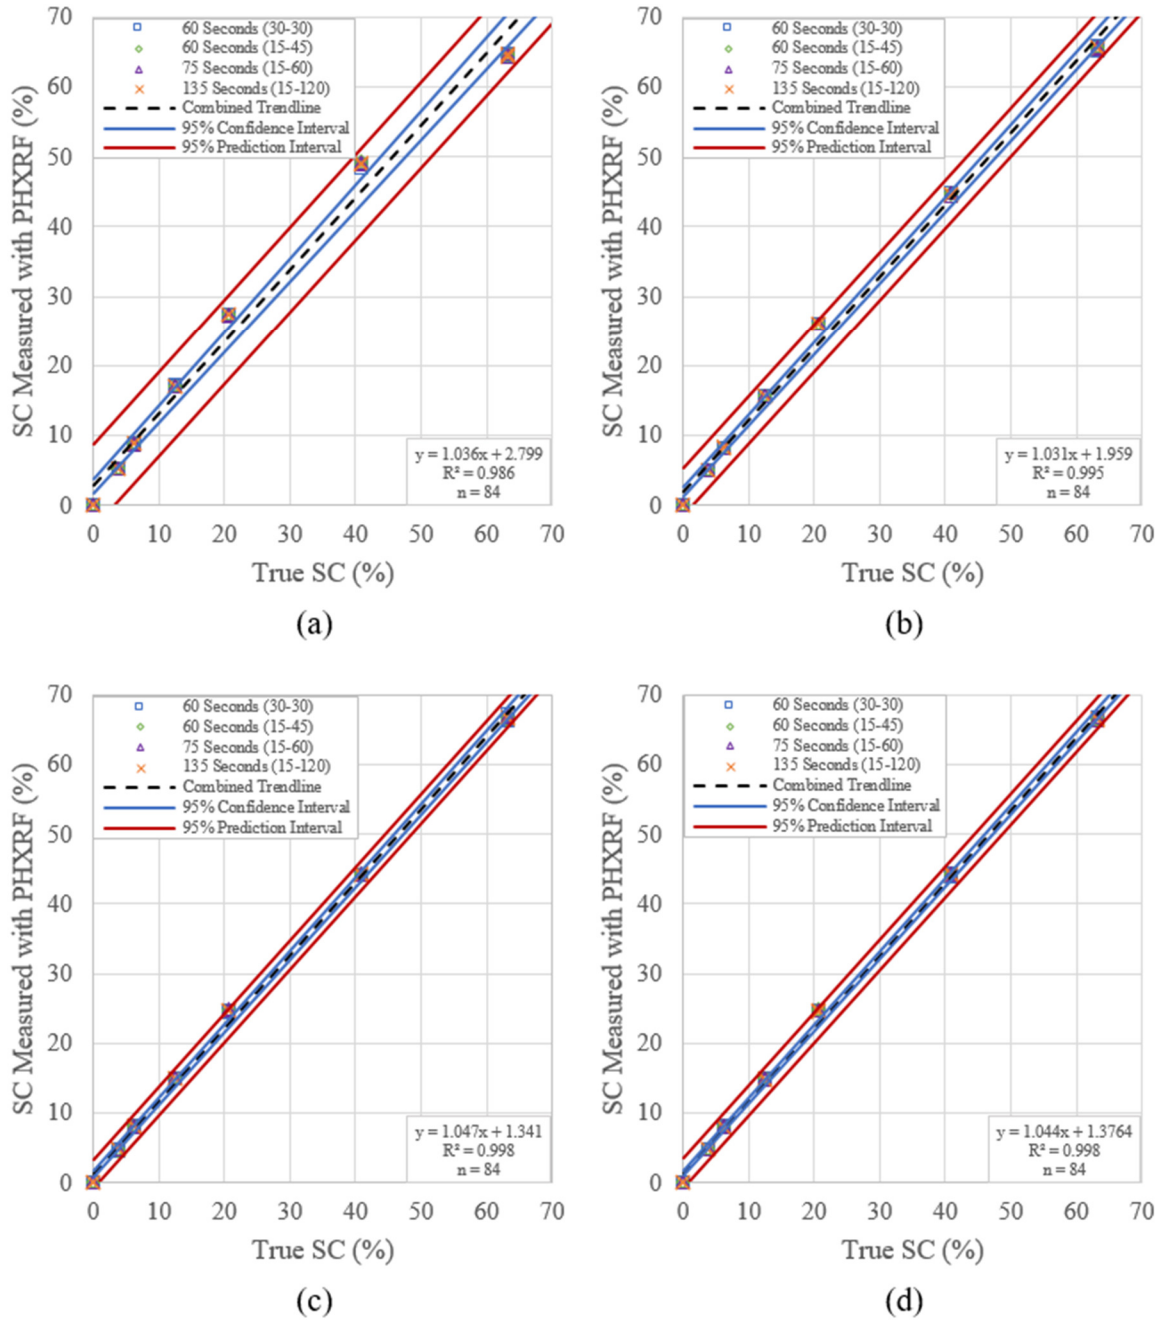 SC Measured with PHXRF (%)
70
60
50
40
30
20
10
0
60 Seconds (30-30)
60 Seconds (15-45)
75 Seconds (15-60)
135 Seconds (15-120)
Combined Trendline
95% Confidence Interval
95% Prediction Interval
y = 1.036x + 2.799
R² = 0.986
n = 84
0 10 20 30 40 50 60 70
True SC (%)
(a)
SC Measured with PHXRF (%)
70
60
50
40
30
20
10
0
60 Seconds (30-30)
60 Seconds (15-45)
75 Seconds (15-60)
135 Seconds (15-120)
Combined Trendline
95% Confidence Interval
95% Prediction Interval
y = 1.031x + 1.959
R² = 0.995
n = 84
0 10 20 30 40 50 60 70
True SC (%)
(b)
SC Measured with PHXRF (%)
70
60
50
40
30
20
10
0
60 Seconds (30-30)
60 Seconds (15-45)
75 Seconds (15-60)
135 Seconds (15-120)
Combined Trendline
95% Confidence Interval
95% Prediction Interval
y = 1.047x + 1.341
R² = 0.998
n = 84
0 10 20 30 40 50 60 70
True SC (%)
(c)
SC Measured with PHXRF (%)
70
60
50
40
30
20
10
0
60 Seconds (30-30)
60 Seconds (15-45)
75 Seconds (15-60)
135 Seconds (15-120)
Combined Trendline
95% Confidence Interval
95% Prediction Interval
y = 1.044x + 1.3764
R² = 0.998
n = 84
0 10 20 30 40 50 60 70
True SC (%)
(d)